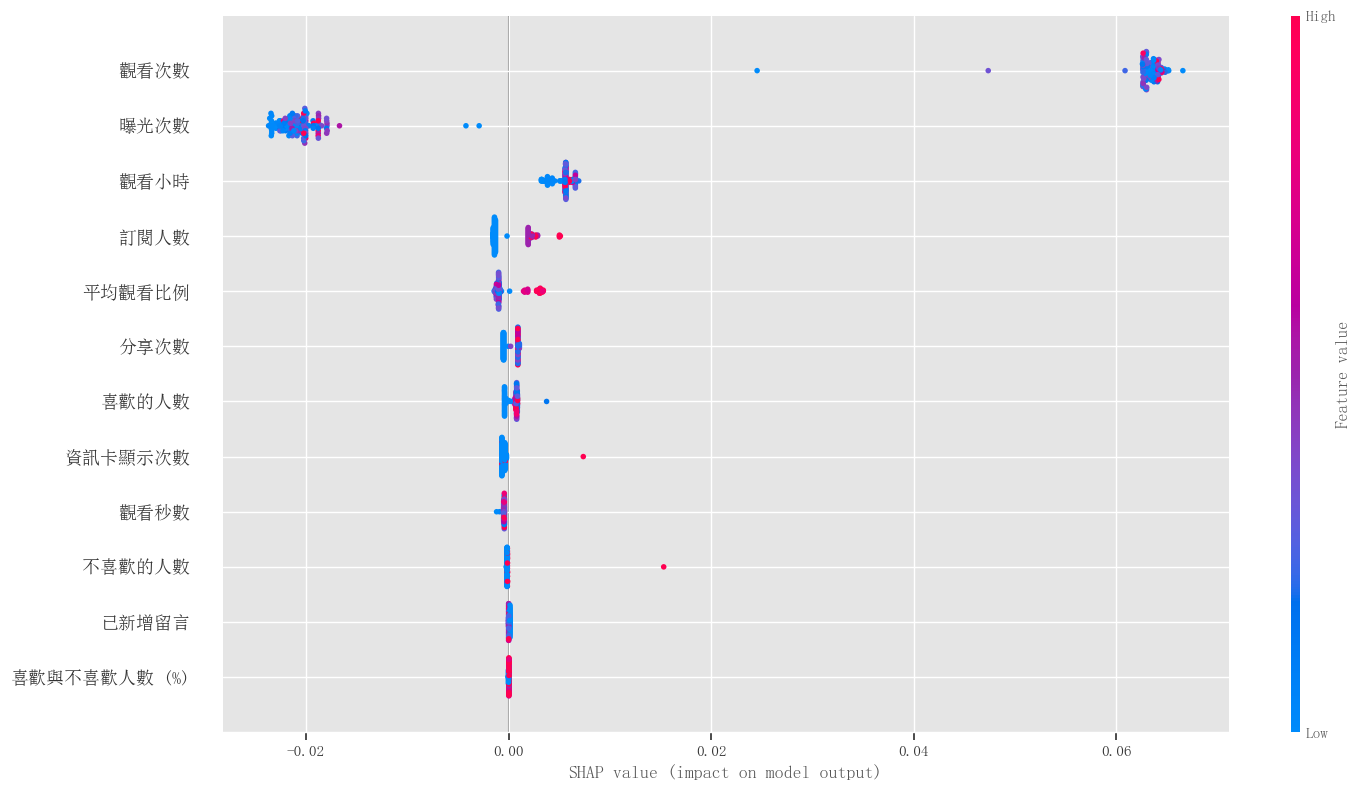 High
觀看次數
曝光次數
觀看小時
訂閱人數
平均觀看比例
分享次數
喜歡的人數
資訊卡顯示次數
觀看秒數
不喜歡的人數
已新增留言
喜歡與不喜歡人數 (%)
Feature value
Low
-0.02 0.00 0.02 0.04 0.06
SHAP value (impact on model output)